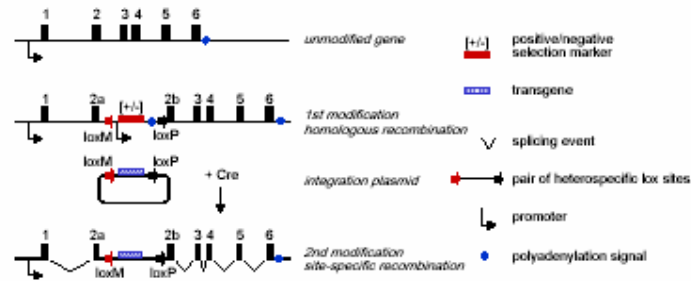 1 2 3 4 5 6
unmodified gene
1 2a [+/-] 2b 3 4 5 6
loxM loxP
1st modification
homologous recombination
loxM loxP
+ Cre
integration plasmid
1 2a 2b 3 4 5 6
loxM loxP
2nd modification
site-specific recombination
[+/-] positive/negative
selection marker
transgene
splicing event
pair of heterospecific lox sites
promoter
polyadenylation signal